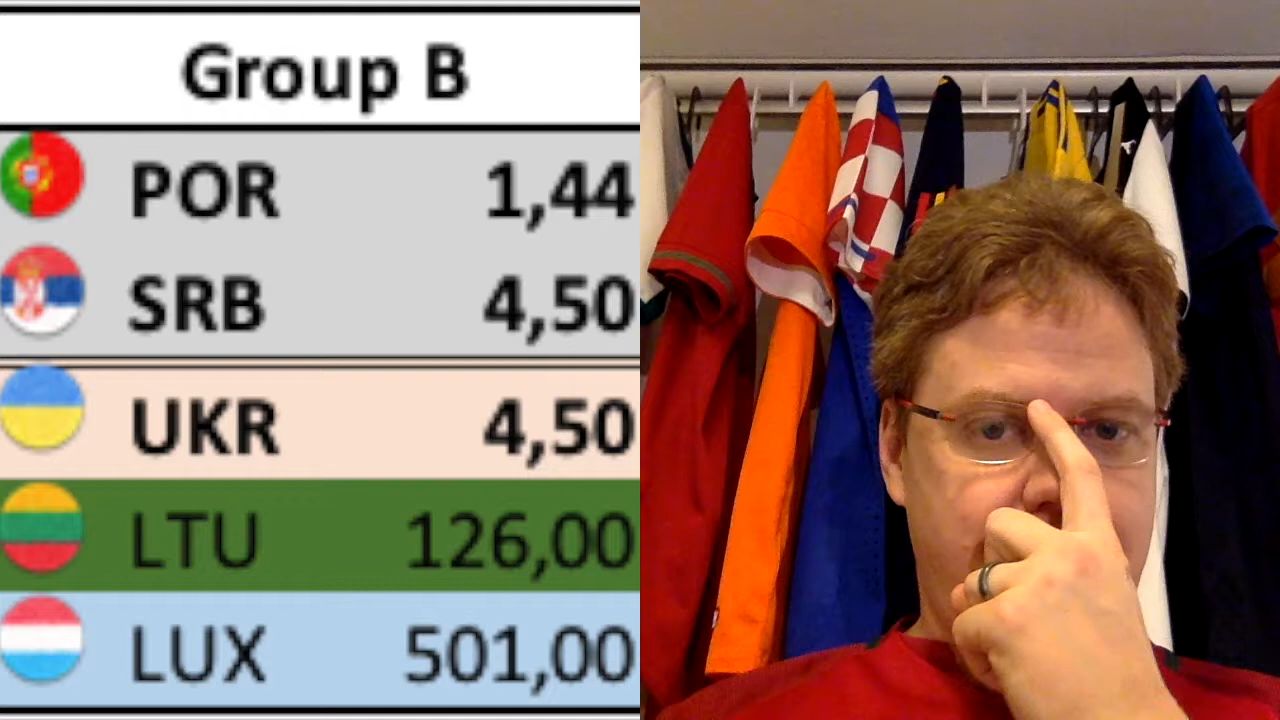 Group B
POR 1,44
SRB 4,50
UKR 4,50
LTU 126,00
LUX 501,00